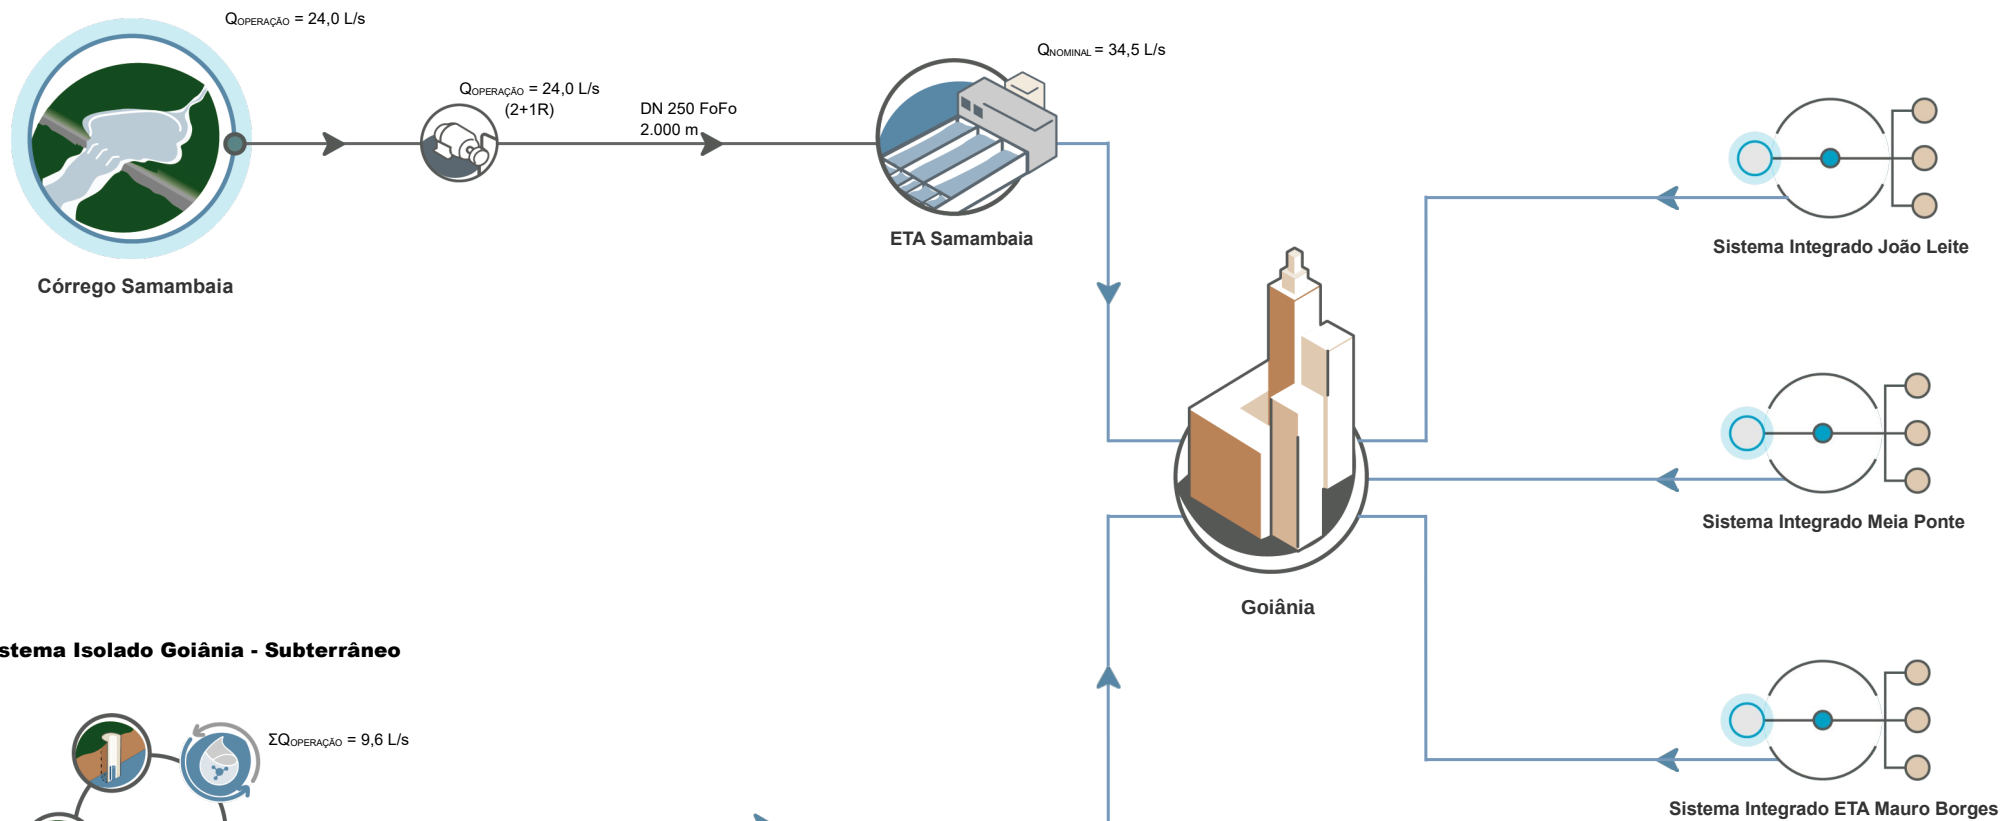 QOPERAÇÃO = 24,0 L/s
QNOMINAL = 34,5 L/s
QOPERAÇÃO = 24,0 L/s
(2+1R)
DN 250 FoFo
2.000 m
ETA Samambaia
Córrego Samambaia
Sistema Integrado João Leite
Sistema Integrado Meia Ponte
Goiânia
stema Isolado Goiânia - Subterrâneo
ΣQOPERAÇÃO = 9,6 L/s
Sistema Integrado ETA Mauro Borges